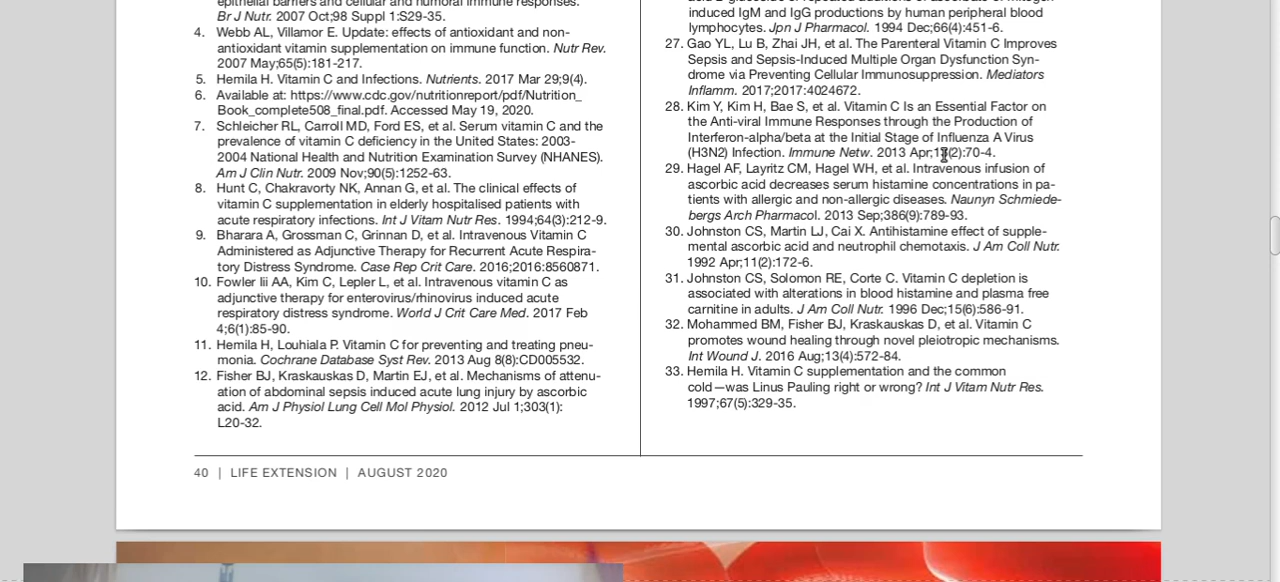 epithelial barriers and cellular and humoral immune responses.
Br J Nutr. 2007 Oct;98 Suppl 1:S29-35.
4. Webb AL, Villamor E. Update: effects of antioxidant and non-
antioxidant vitamin supplementation on immune function. Nutr Rev.
2007 May;65(5):181-217.
5. Hemila H. Vitamin C and Infections. Nutrients. 2017 Mar 29;9(4).
6. Available at: https://www.cdc.gov/nutritionreport/pdf/Nutrition_
Book_complete508_final.pdf. Accessed May 19, 2020.
7. Schleicher RL, Carroll MD, Ford ES, et al. Serum vitamin C and the
prevalence of vitamin C deficiency in the United States: 2003-
2004 National Health and Nutrition Examination Survey (NHANES).
Am J Clin Nutr. 2009 Nov;90(5):1252-63.
8. Hunt C, Chakravorty NK, Annan G, et al. The clinical effects of
vitamin C supplementation in elderly hospitalised patients with
acute respiratory infections. Int J Vitam Nutr Res. 1994;64(3):212-9.
9. Bharara A, Grossman C, Grinnan D, et al. Intravenous Vitamin C
Administered as Adjunctive Therapy for Recurrent Acute Respira-
tory Distress Syndrome. Case Rep Crit Care. 2016;2016:8560871.
10. Fowler Iii AA, Kim C, Lepler L, et al. Intravenous vitamin C as
adjunctive therapy for enterovirus/rhinovirus induced acute
respiratory distress syndrome. World J Crit Care Med. 2017 Feb
4;6(1):85-90.
11. Hemila H, Louhiala P. Vitamin C for preventing and treating pneu-
monia. Cochrane Database Syst Rev. 2013 Aug 8(8):CD005532.
12. Fisher BJ, Kraskauskas D, Martin EJ, et al. Mechanisms of attenu-
ation of abdominal sepsis induced acute lung injury by ascorbic
acid. Am J Physiol Lung Cell Mol Physiol. 2012 Jul 1;303(1):
L20-32.
induced IgM and IgG productions by human peripheral blood
lymphocytes. Jpn J Pharmacol. 1994 Dec;66(4):451-6.
27. Gao YL, Lu B, Zhai JH, et al. The Parenteral Vitamin C Improves
Sepsis and Sepsis-Induced Multiple Organ Dysfunction Syn-
drome via Preventing Cellular Immunosuppression. Mediators
Inflamm. 2017;2017:4024672.
28. Kim Y, Kim H, Bae S, et al. Vitamin C Is an Essential Factor on
the Anti-viral Immune Responses through the Production of
Interferon-alpha/beta at the Initial Stage of Influenza A Virus
(H3N2) Infection. Immune Netw. 2013 Apr;13(2):70-4.
29. Hagel AF, Layritz CM, Hagel WH, et al. Intravenous infusion of
ascorbic acid decreases serum histamine concentrations in pa-
tients with allergic and non-allergic diseases. Naunyn Schmiede-
bergs Arch Pharmacol. 2013 Sep;386(9):789-93.
30. Johnston CS, Martin LJ, Cai X. Antihistamine effect of supple-
mental ascorbic acid and neutrophil chemotaxis. J Am Coll Nutr.
1992 Apr;11(2):172-6.
31. Johnston CS, Solomon RE, Corte C. Vitamin C depletion is
associated with alterations in blood histamine and plasma free
carnitine in adults. J Am Coll Nutr. 1996 Dec;15(6):586-91.
32. Mohammed BM, Fisher BJ, Kraskauskas D, et al. Vitamin C
promotes wound healing through novel pleiotropic mechanisms.
Int Wound J. 2016 Aug;13(4):572-84.
33. Hemila H. Vitamin C supplementation and the common
cold—was Linus Pauling right or wrong? Int J Vitam Nutr Res.
1997;67(5):329-35.
40 | LIFE EXTENSION | AUGUST 2020